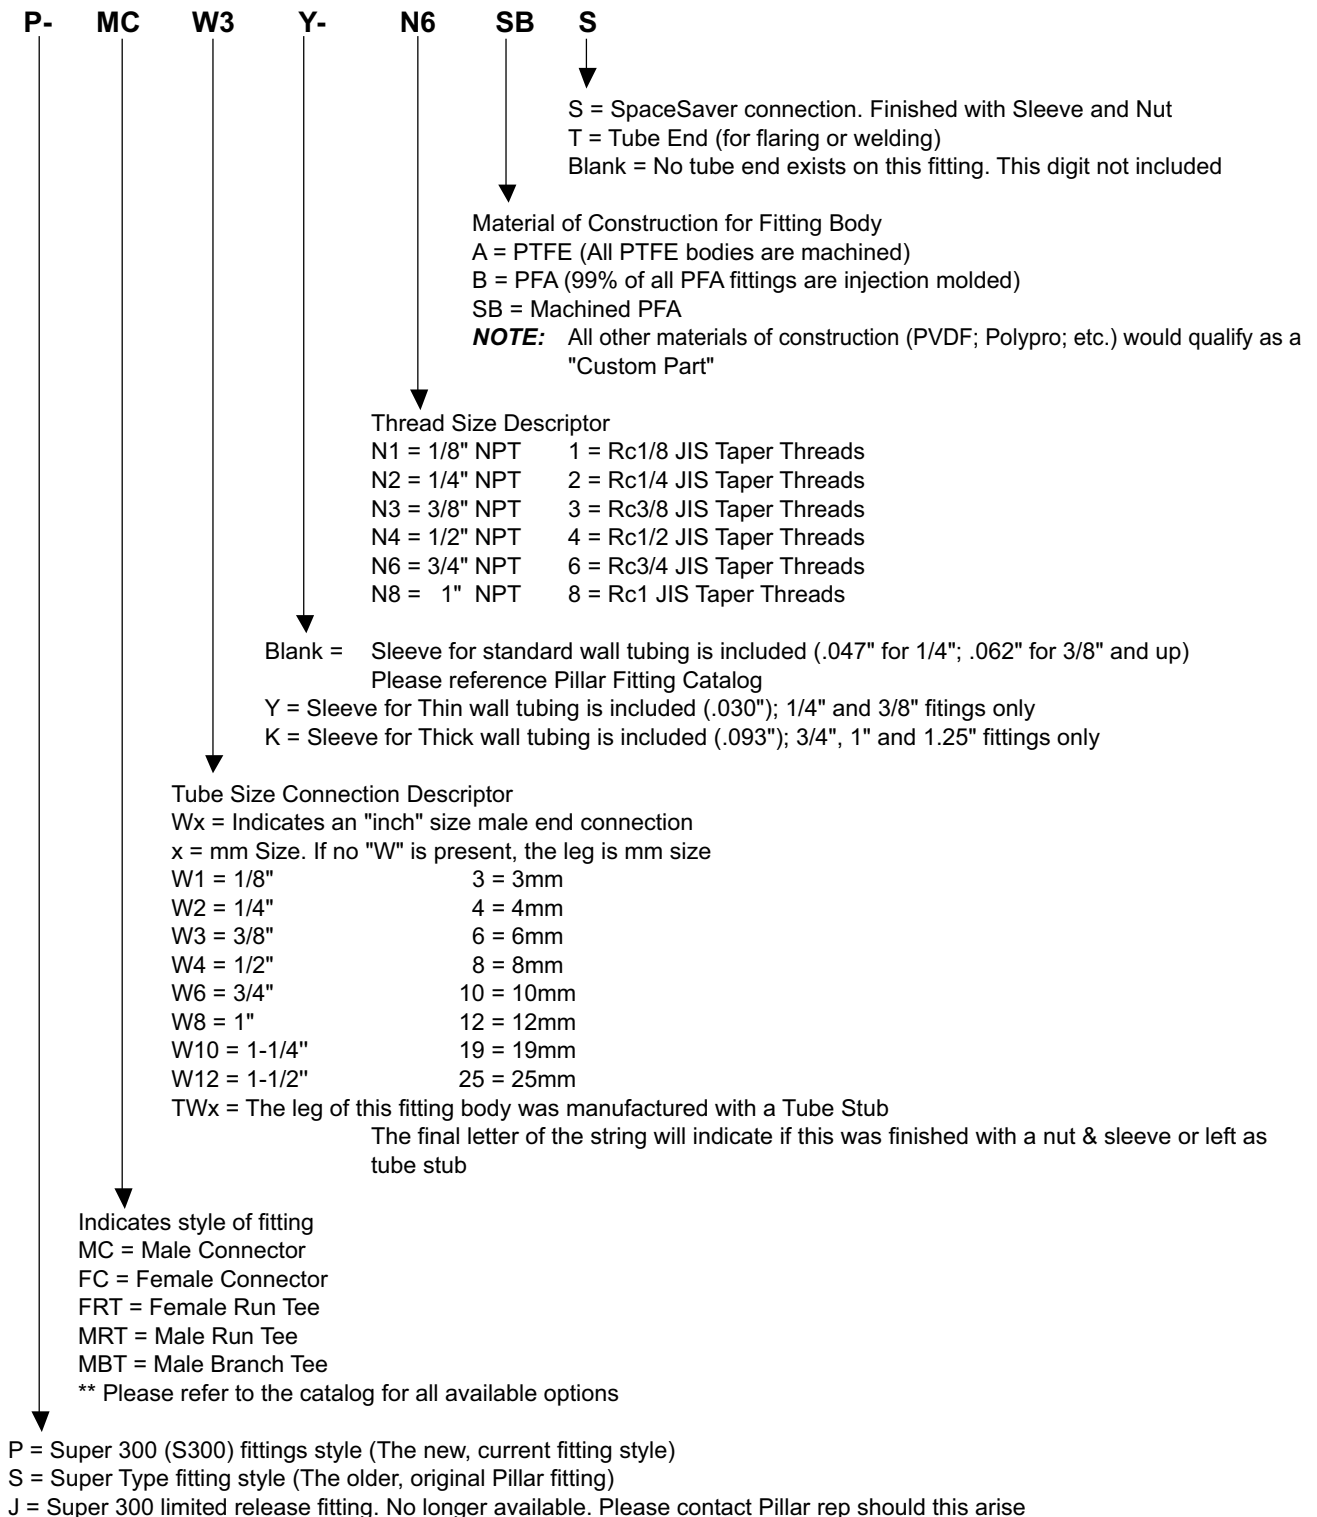 P- MC W3 Y- N6 SB S
S = SpaceSaver connection. Finished with Sleeve and Nut
T = Tube End (for flaring or welding)
Blank = No tube end exists on this fitting. This digit not included
Material of Construction for Fitting Body
A = PTFE (All PTFE bodies are machined)
B = PFA (99% of all PFA fittings are injection molded)
SB = Machined PFA
NOTE: All other materials of construction (PVDF; Polypro; etc.) would qualify as a
"Custom Part"
Thread Size Descriptor
N1 = 1/8" NPT 1 = Rc1/8 JIS Taper Threads
N2 = 1/4" NPT 2 = Rc1/4 JIS Taper Threads
N3 = 3/8" NPT 3 = Rc3/8 JIS Taper Threads
N4 = 1/2" NPT 4 = Rc1/2 JIS Taper Threads
N6 = 3/4" NPT 6 = Rc3/4 JIS Taper Threads
N8 = 1" NPT 8 = Rc1 JIS Taper Threads
Blank = Sleeve for standard wall tubing is included (.047" for 1/4"; .062" for 3/8" and up)
Please reference Pillar Fitting Catalog
Y = Sleeve for Thin wall tubing is included (.030"); 1/4" and 3/8" fitings only
K = Sleeve for Thick wall tubing is included (.093"); 3/4", 1" and 1.25" fittings only
Tube Size Connection Descriptor
Wx = Indicates an "inch" size male end connection
x = mm Size. If no "W" is present, the leg is mm size
W1 = 1/8" 3 = 3mm
W2 = 1/4" 4 = 4mm
W3 = 3/8" 6 = 6mm
W4 = 1/2" 8 = 8mm
W6 = 3/4" 10 = 10mm
W8 = 1" 12 = 12mm
W10 = 1-1/4" 19 = 19mm
W12 = 1-1/2" 25 = 25mm
TWx = The leg of this fitting body was manufactured with a Tube Stub
The final letter of the string will indicate if this was finished with a nut & sleeve or left as
tube stub
Indicates style of fitting
MC = Male Connector
FC = Female Connector
FRT = Female Run Tee
MRT = Male Run Tee
MBT = Male Branch Tee
** Please refer to the catalog for all available options
P = Super 300 (S300) fittings style (The new, current fitting style)
S = Super Type fitting style (The older, original Pillar fitting)
J = Super 300 limited release fitting. No longer available. Please contact Pillar rep should this arise